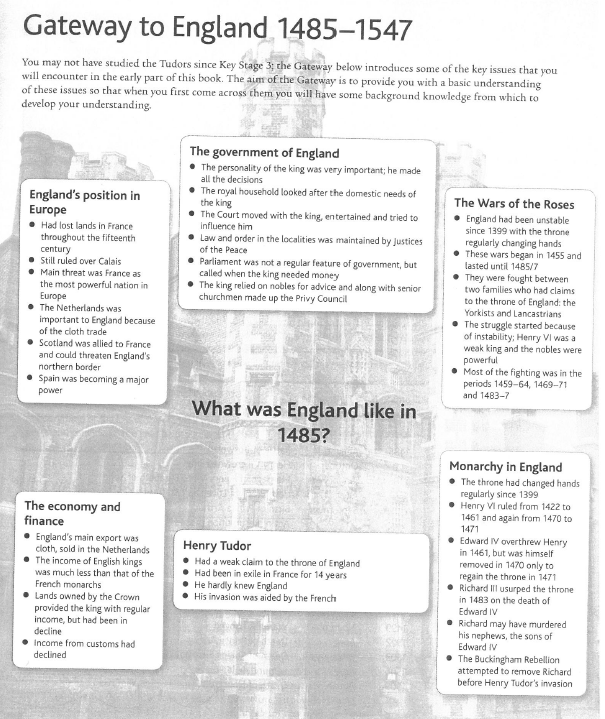 Gateway to England 1485–1547
You may not have studied the Tudors since Key Stage 3; the Gateway below introduces some of the key issues that you
will encounter in the early part of this book. The aim of the Gateway is to provide you with a basic understanding
of these issues so that when you first come across them you will have some background knowledge from which to
develop your understanding.
England's position in
Europe
• Had lost lands in France
throughout the fifteenth
century
• Still ruled over Calais
• Main threat was France as
the most powerful nation in
Europe
• The Netherlands was
important to England because
of the cloth trade
• Scotland was allied to France
and could threaten England's
northern border
• Spain was becoming a major
power
The government of England
• The personality of the king was very important; he made
all the decisions
• The royal household looked after the domestic needs of
the king
• The Court moved with the king, entertained and tried to
influence him
• Law and order in the localities was maintained by Justices
of the Peace
• Parliament was not a regular feature of government, but
called when the king needed money
• The king relied on nobles for advice and along with senior
churchmen made up the Privy Council
The Wars of the Roses
• England had been unstable
since 1399 with the throne
regularly changing hands
• These wars began in 1455 and
lasted until 1485/7
• They were fought between
two families who had claims
to the throne of England: the
Yorkists and Lancastrians
• The struggle started because
of instability; Henry VI was a
weak king and the nobles were
powerful
• Most of the fighting was in the
periods 1459–64, 1469–71
and 1483–7
What was England like in
1485?
The economy and
finance
• England's main export was
cloth, sold in the Netherlands
• The income of English kings
was much less than that of the
French monarchs
• Lands owned by the Crown
provided the king with regular
income, but had been in
decline
• Income from customs had
declined
Henry Tudor
• Had a weak claim to the throne of England
• Had been in exile in France for 14 years
• He hardly knew England
• His invasion was aided by the French
Monarchy in England
• The throne had changed hands
regularly since 1399
• Henry VI ruled from 1422 to
1461 and again from 1470 to
1471
• Edward IV overthrew Henry
in 1461, but was himself
removed in 1470 only to
regain the throne in 1471
• Richard III usurped the throne
in 1483 on the death of
Edward IV
• Richard may have murdered
his nephews, the sons of
Edward IV
• The Buckingham Rebellion
attempted to remove Richard
before Henry Tudor's invasion